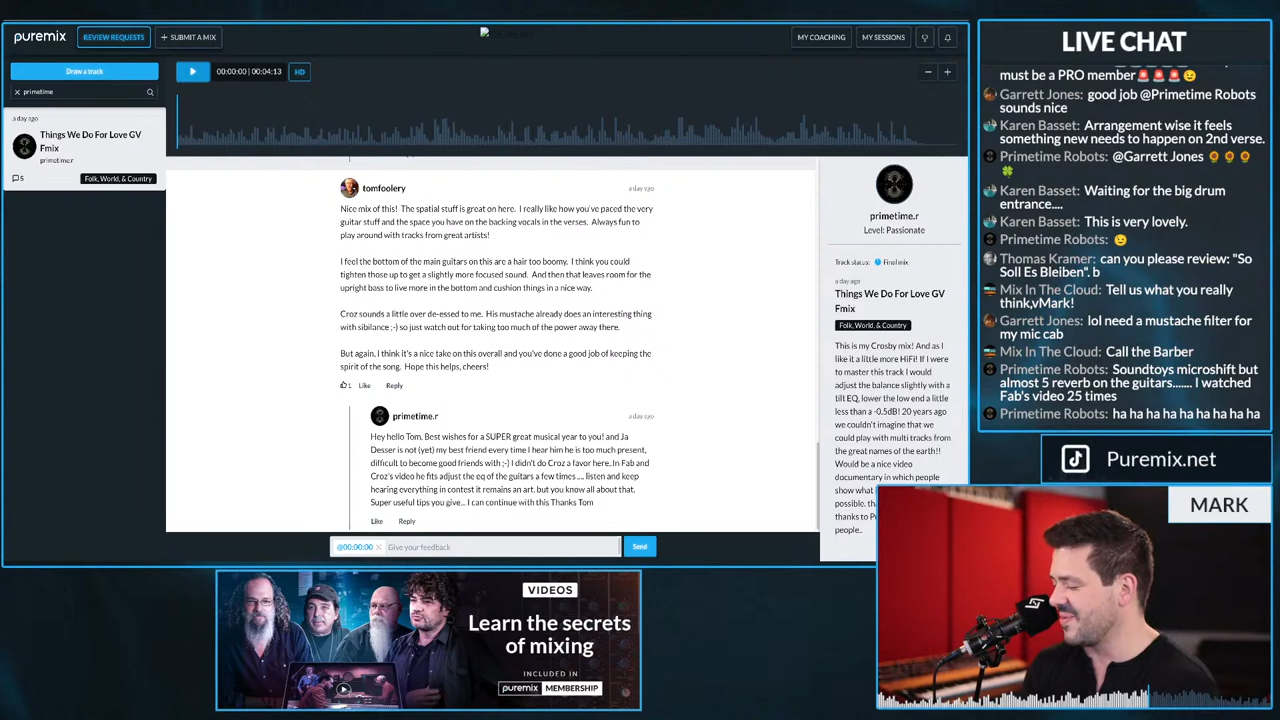 puremix
REVIEW REQUESTS
+ SUBMIT A MIX
MY COACHING
MY SESSIONS
Draw a track
primetime
a day ago
Things We Do For Love GV
Fmix
primetime.r
5
Folk, World, & Country
00:00:00 | 00:04:13
HD
tomfoolery
a day ago
Nice mix of this! The spatial stuff is great on here. I really like how you've paced the very
guitar stuff and the space you have on the backing vocals in the verses. Always fun to
play around with tracks from great artists!
I feel the bottom of the main guitars on this are a hair too boomy. I think you could
tighten those up to get a slightly more focused sound. And then that leaves room for the
upright bass to live more in the bottom and cushion things in a nice way.
Croz sounds a little over de-essed to me. His mustache already does an interesting thing
with sibilance ;-) so just watch out for taking too much of the power away there.
But again, I think it's a nice take on this overall and you've done a good job of keeping the
spirit of the song. Hope this helps, cheers!
1 Like Reply
primetime.r
a day ago
Hey hello Tom, Best wishes for a SUPER great musical year to you! and Ja
Desser is not (yet) my best friend every time I hear him he is too much present,
difficult to become good friends with ;-) I didn't do Croz a favor here..In Fab and
Croz's video he fits adjust the eq of the guitars a few times .... listen and keep
hearing everything in contest it remains an art. but you know all about that.
Super useful tips you give... I can continue with this Thanks Tom
Like Reply
@00:00:00
Give your feedback
Send
primetime.r
Level: Passionate
Track status: Final mix
a day ago
Things We Do For Love GV
Fmix
Folk, World, & Country
This is my Crosby mix! And as I
like it a little more HiFi! If I were
to master this track I would
adjust the balance slightly with a
tilt EQ, lower the low end a little
less than a -0.5dB! 20 years ago
we couldn't imagine that we
could play with multi tracks from
the great names of the earth!!
Would be a nice video
documentary in which people
show what
possible. th
thanks to P
people..
LIVE CHAT
must be a PRO member🚨🚨🚨😉
Garrett Jones: good job @Primetime Robots
sounds nice
Karen Basset: Arrangement wise it feels
something new needs to happen on 2nd verse.
Primetime Robots: @Garrett Jones 🌻🌻🌻
🍀
Karen Basset: Waiting for the big drum
entrance....
Karen Basset: This is very lovely.
Primetime Robots: 😉
Thomas Kramer: can you please review: "So
Soll Es Bleiben". b
Mix In The Cloud: Tell us what you really
think,vMark!
Garrett Jones: lol need a mustache filter for
my mic cab
Mix In The Cloud: Call the Barber
Primetime Robots: Soundtoys microshift but
almost 5 reverb on the guitars....... I watched
Fab's video 25 times
Primetime Robots: ha ha ha ha ha ha ha ha ha
Puremix.net
MARK
VIDEOS
Learn the secrets
of mixing
INCLUDED IN
puremix MEMBERSHIP